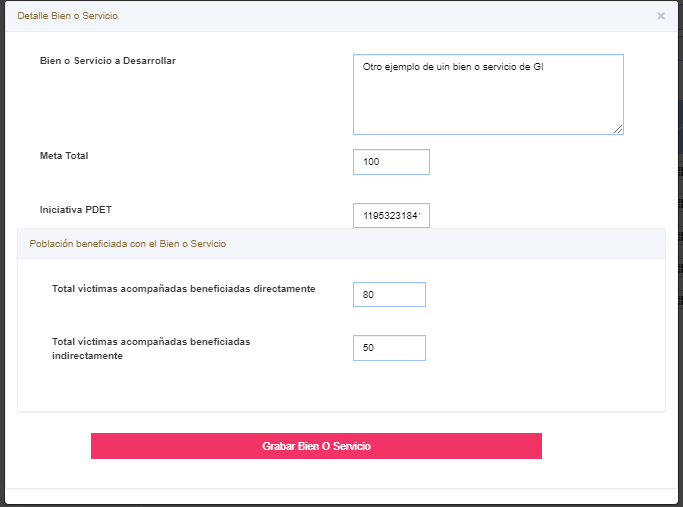 Detalle Bien o Servicio
×
Bien o Servicio a Desarrollar
Otro ejemplo de uin bien o servicio de GI
Meta Total
100
Iniciativa PDET
1195323184
Población beneficiada con el Bien o Servicio
Total víctimas acompañadas beneficiadas directamente
80
Total víctimas acompañadas beneficiadas
indirectamente
50
Grabar Bien O Servicio